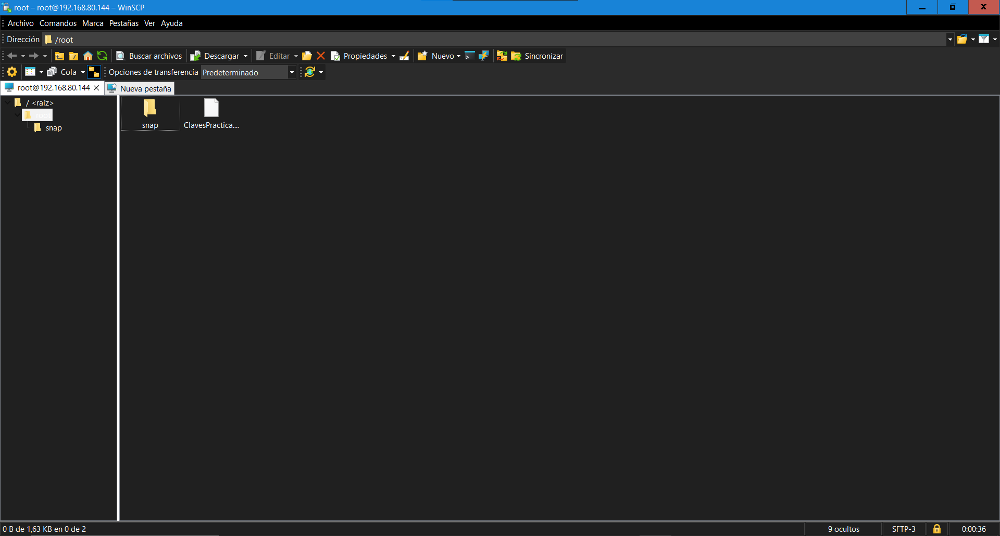 root – root@192.168.80.144 – WinSCP
Archivo Comandos Marca Pestañas Ver Ayuda
Dirección /root
Buscar archivos Descargar Editar Propiedades Nuevo Sincronizar
Cola Opciones de transferencia Predeterminado
root@192.168.80.144 Nueva pestaña
/ <raíz>
root
snap
snap
ClavesPractica....
0 B de 1,63 KB en 0 de 2
9 ocultos
SFTP-3
0:00:36